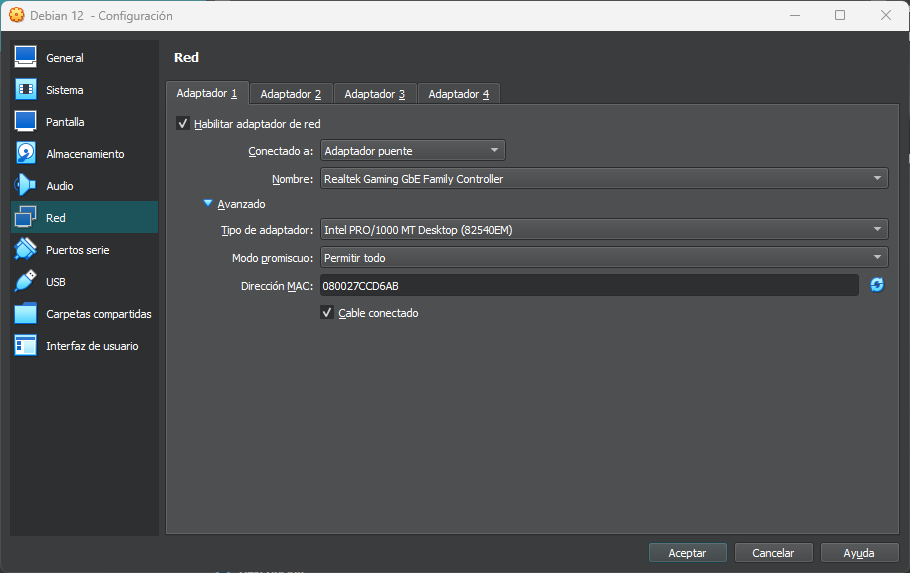 Debian 12 - Configuración
General
Sistema
Pantalla
Almacenamiento
Audio
Red
Puertos serie
USB
Carpetas compartidas
Interfaz de usuario
Red
Adaptador 1 Adaptador 2 Adaptador 3 Adaptador 4
Habilitar adaptador de red
Conectado a: Adaptador puente
Nombre: Realtek Gaming GbE Family Controller
Avanzado
Tipo de adaptador: Intel PRO/1000 MT Desktop (82540EM)
Modo promiscuo: Permitir todo
Dirección MAC: 080027CCD6AB
Cable conectado
Aceptar Cancelar Ayuda